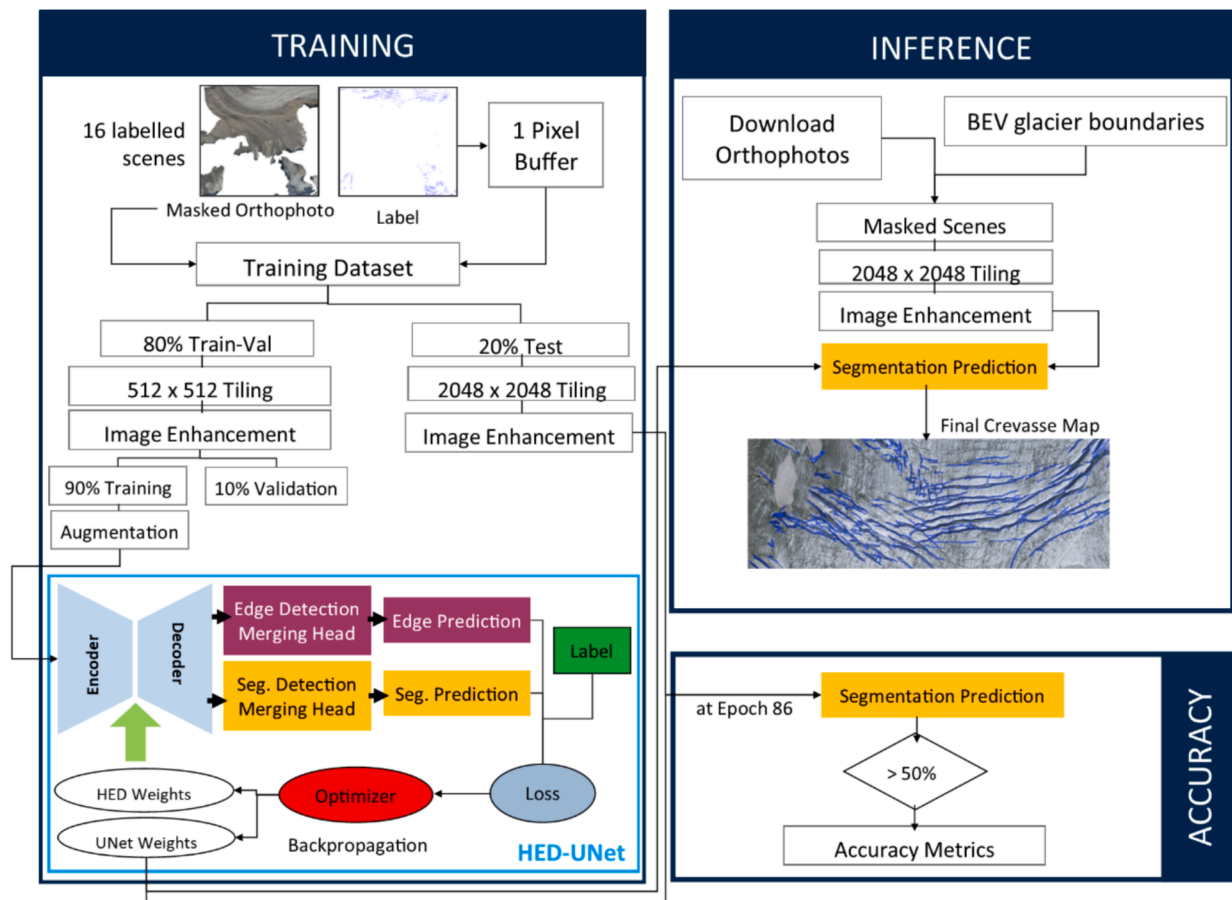 TRAINING
16 labelled
scenes
Masked Orthophoto
Label
1 Pixel
Buffer
Training Dataset
80% Train-Val
20% Test
512 x 512 Tiling
2048 x 2048 Tiling
Image Enhancement
Image Enhancement
90% Training
10% Validation
Augmentation
Encoder
Decoder
Edge Detection
Merging Head
Edge Prediction
Label
Seg. Detection
Merging Head
Seg. Prediction
HED Weights
Optimizer
Loss
UNet Weights
Backpropagation
HED-UNet
INFERENCE
Download
Orthophotos
BEV glacier boundaries
Masked Scenes
2048 x 2048 Tiling
Image Enhancement
Segmentation Prediction
Final Crevasse Map
ACCURACY
at Epoch 86
Segmentation Prediction
> 50%
Accuracy Metrics